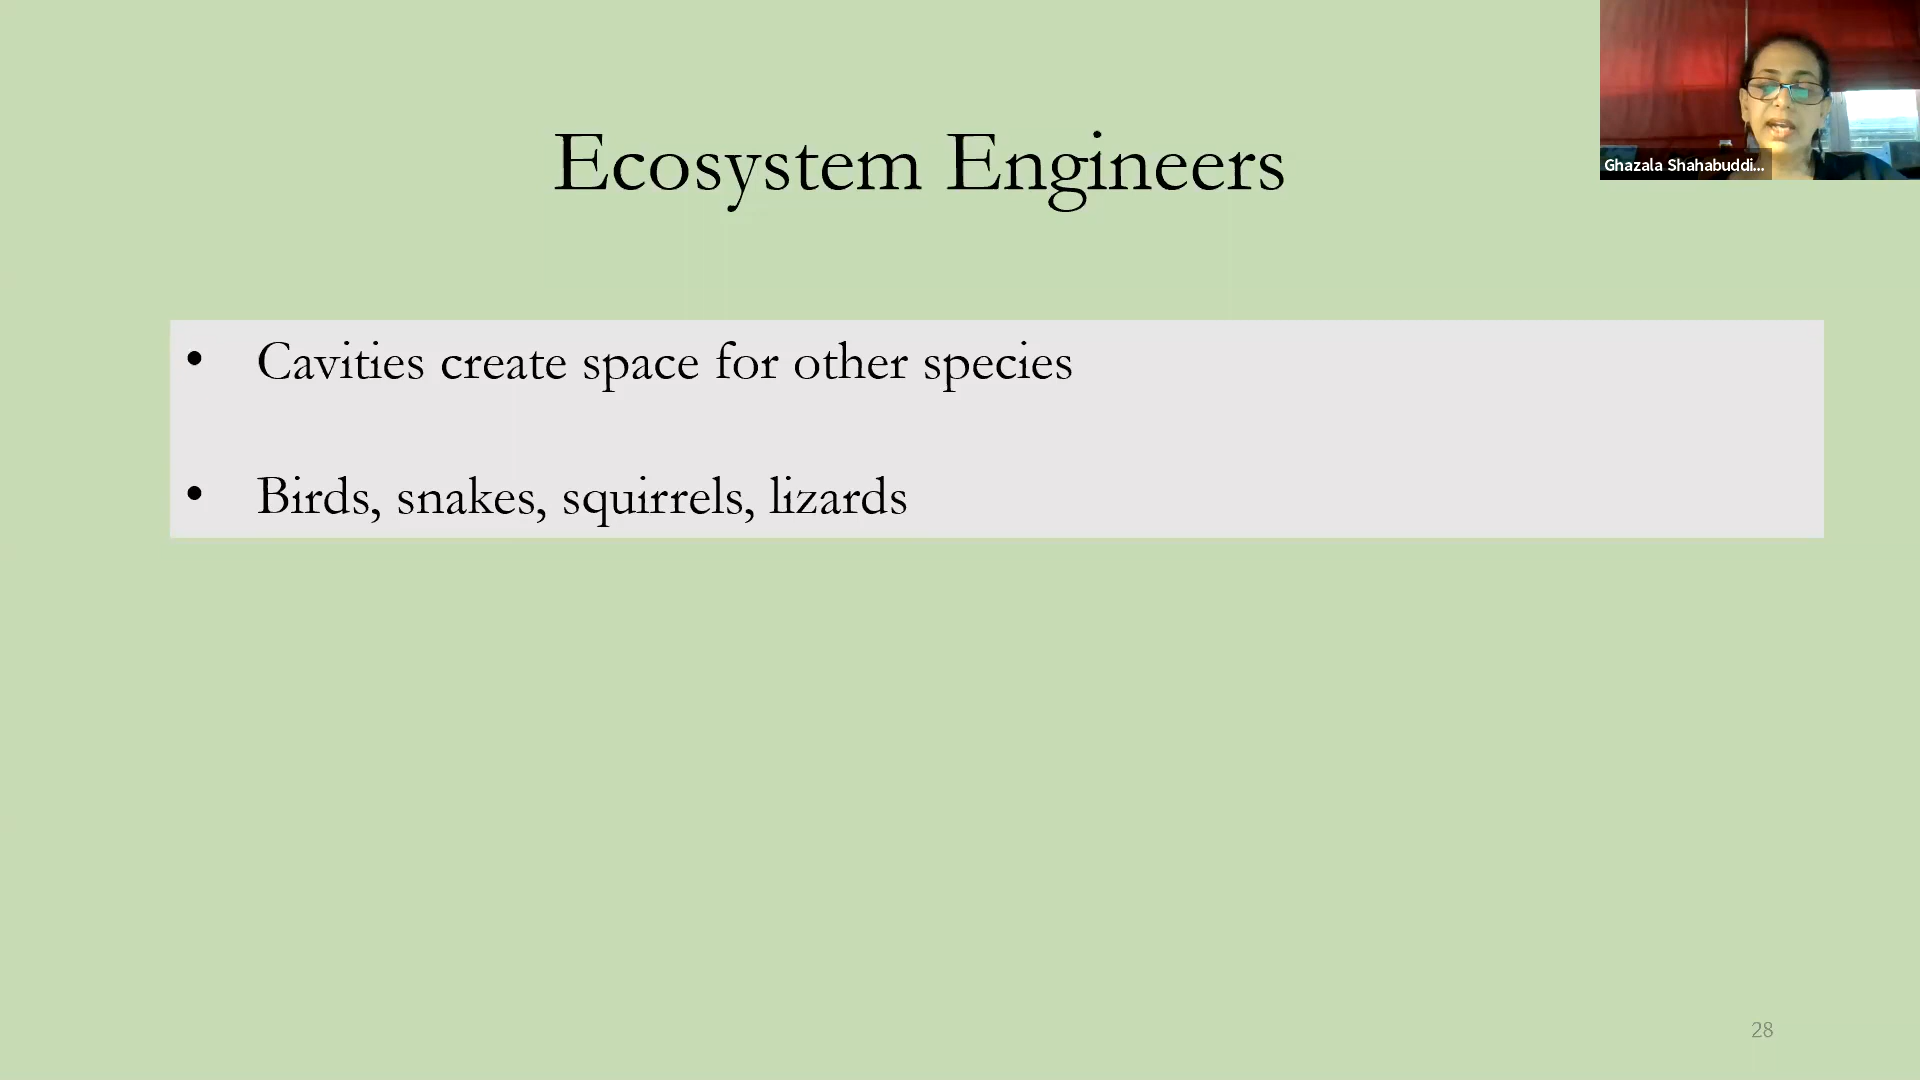 Ghazala Shahabuddi...
Ecosystem Engineers
• Cavities create space for other species
• Birds, snakes, squirrels, lizards
28